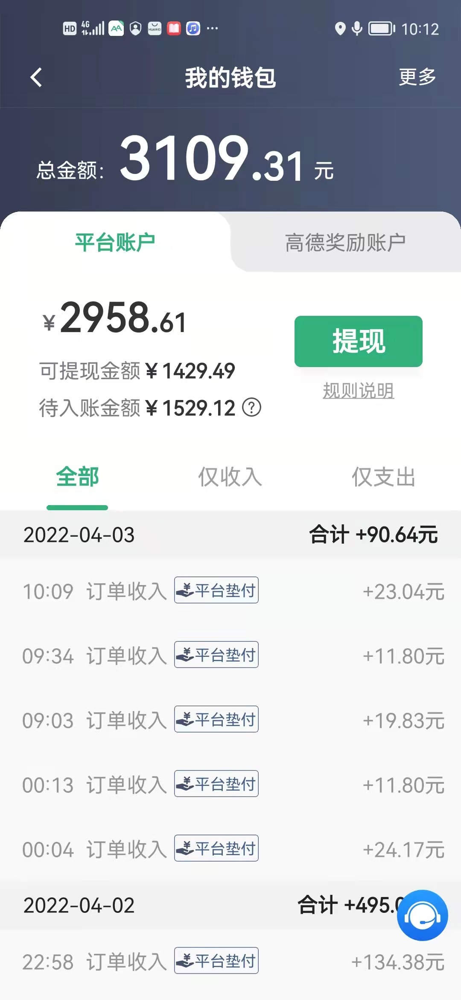 HD 4G AA HUAWEI 10:12
我的钱包 更多
总金额: 3109.31 元
平台账户 高德奖励账户
¥2958.61
提现
可提现金额 ¥1429.49
规则说明
待入账金额 ¥1529.12 ?
全部 仅收入 仅支出
2022-04-03 合计 +90.64元
10:09 订单收入 平台垫付 +23.04元
09:34 订单收入 平台垫付 +11.80元
09:03 订单收入 平台垫付 +19.83元
00:13 订单收入 平台垫付 +11.80元
00:04 订单收入 平台垫付 +24.17元
2022-04-02 合计 +495.
22:58 订单收入 平台垫付 +134.38元